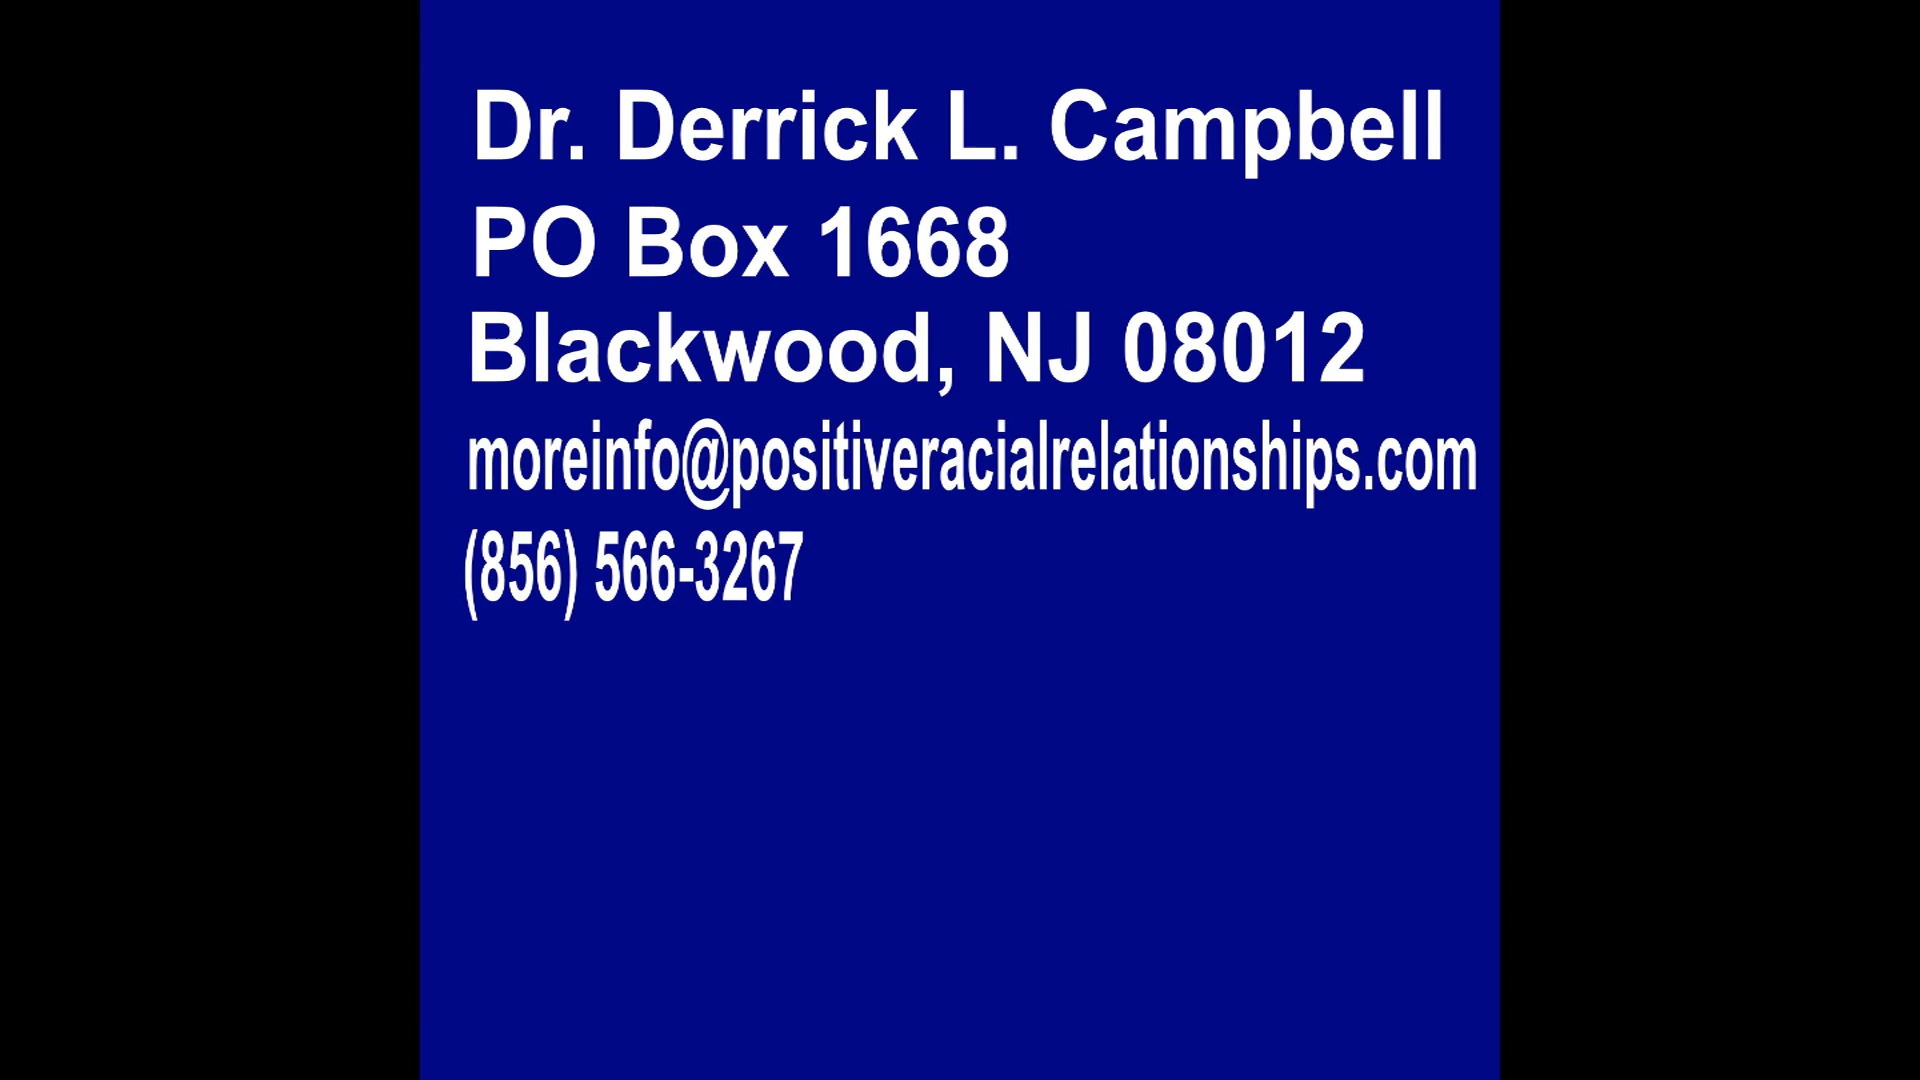 Dr. Derrick L. Campbell
PO Box 1668
Blackwood, NJ 08012
moreinfo@positiveracialrelationships.com
(856) 566-3267